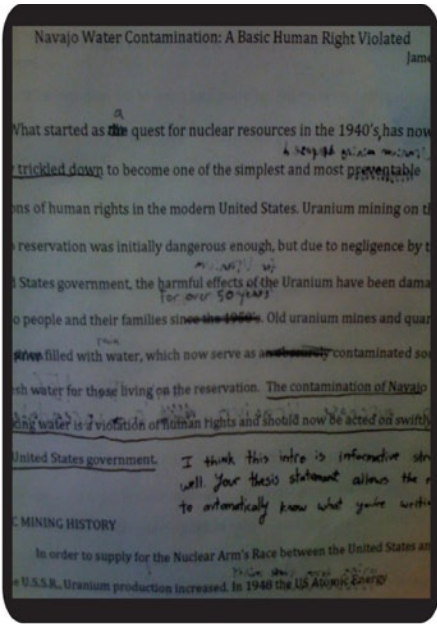 Navajo Water Contamination: A Basic Human Right Violated
Jame
a
What started as the quest for nuclear resources in the 1940's, has now
trickled down to become one of the simplest and most preventable
ons of human rights in the modern United States. Uranium mining on th
reservation was initially dangerous enough, but due to negligence by t
States government, the harmful effects of the Uranium have been dama
for over 50 years
o people and their families since the 1950's. Old uranium mines and quar
filled with water, which now serve as contaminated sou
sh water for those living on the reservation. The contamination of Navajo
king water is a violation of human rights and should now be acted on swiftly
United States government.
I think this intro is informative
well. Your thesis statement allows the
to automatically know what you're
C MINING HISTORY
In order to supply for the Nuclear Arm's Race between the United States an
e U.S.S.R., Uranium production increased. In 1948 the US Atomic Energy